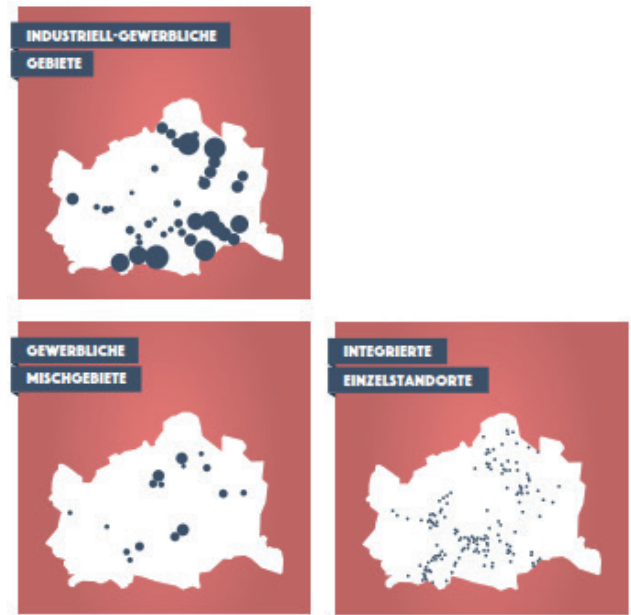 INDUSTRIELL-GEWERBLICHE
GEBIETE
GEWERBLICHE
MISCHGEBIETE
INTEGRIERTE
EINZELSTANDORTE